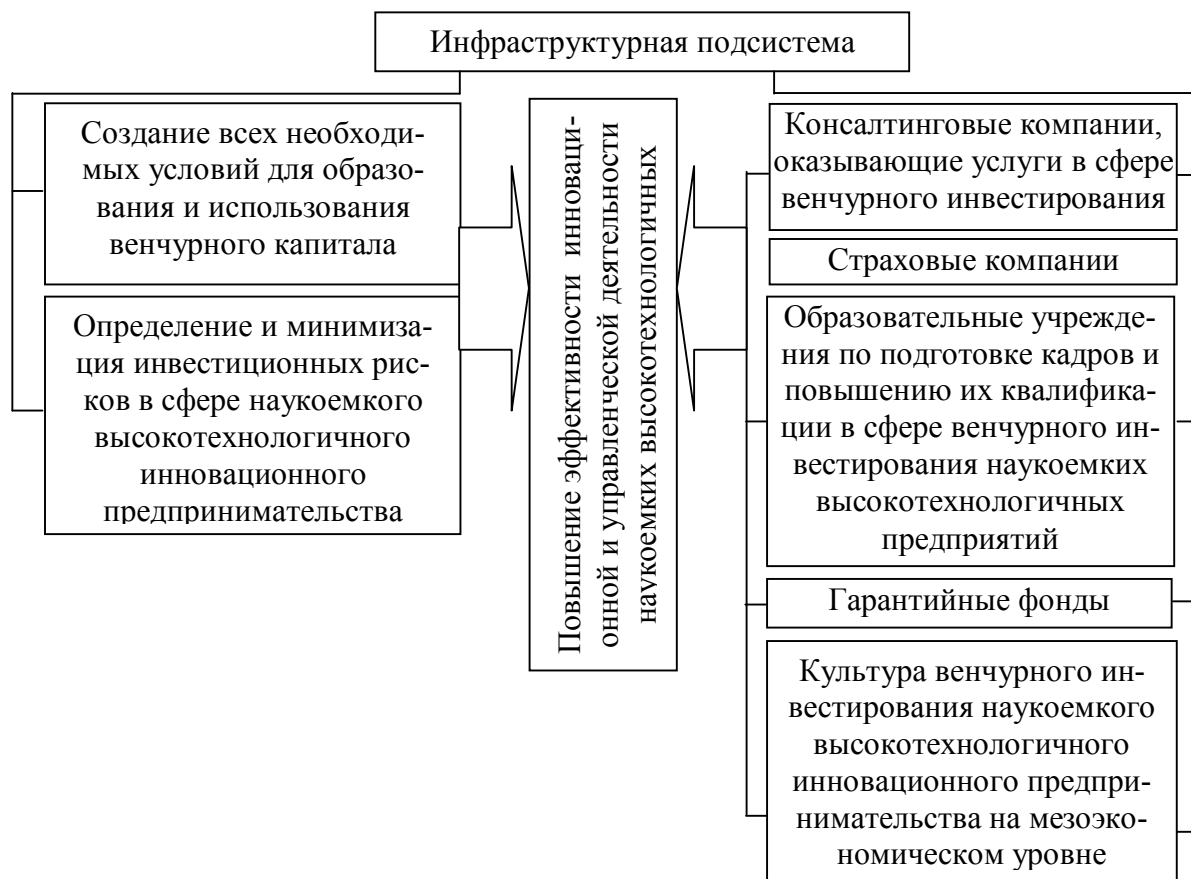 Инфраструктурная подсистема
Создание всех необходи-
мых условий для образо-
вания и использования
венчурного капитала
Определение и минимиза-
ция инвестиционных рис-
ков в сфере наукоемкого
высокотехнологичного
инновационного
предпринимательства
Повышение эффективности инноваци-
онной и управленческой деятельности
наукоемких высокотехнологичных
Консалтинговые компании,
оказывающие услуги в сфере
венчурного инвестирования
Страховые компании
Образовательные учрежде-
ния по подготовке кадров и
повышению их квалифика-
ции в сфере венчурного ин-
вестирования наукоемких
высокотехнологичных
предприятий
Гарантийные фонды
Культура венчурного ин-
вестирования наукоемкого
высокотехнологичного
инновационного предпри-
нимательства на мезоэко-
номическом уровне